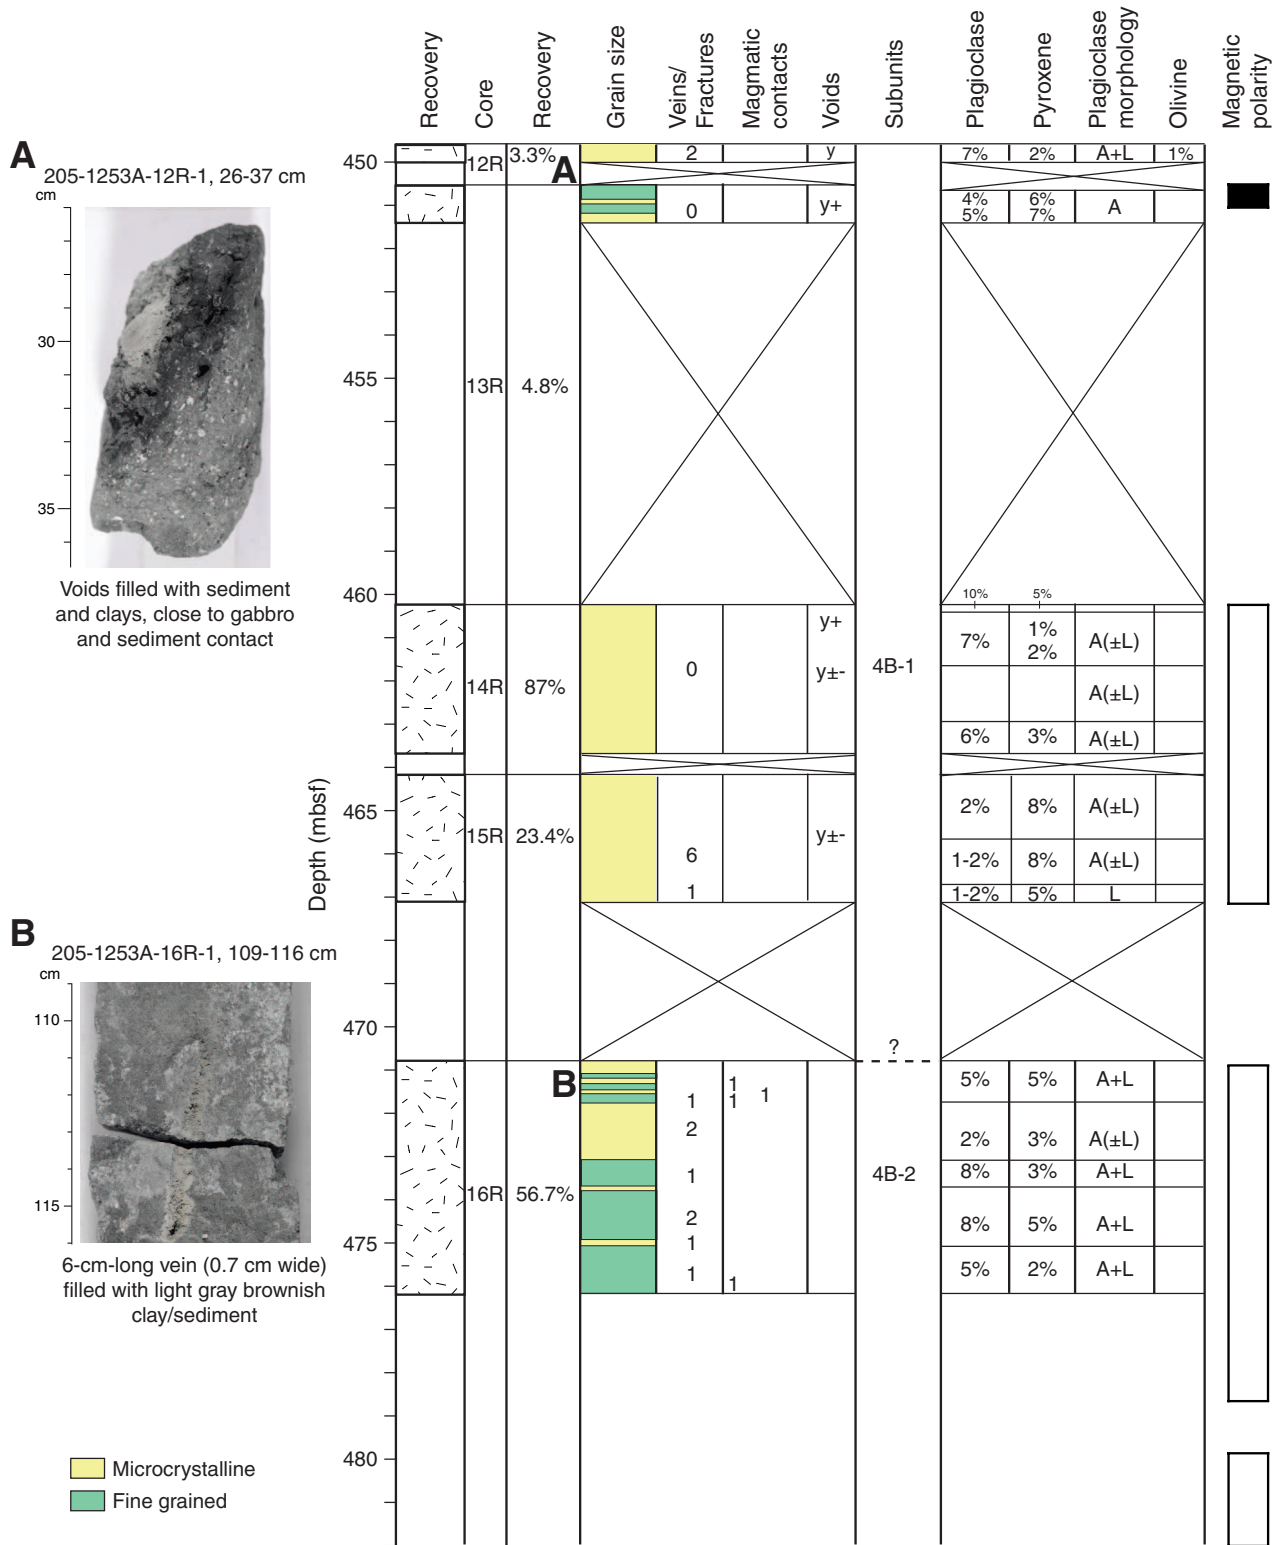 Recovery
Core
Recovery
Grain size
Veins/
Fractures
Magmatic
contacts
Voids
Subunits
Plagioclase
Pyroxene
Plagioclase
morphology
Olivine
Magnetic
polarity
A
205-1253A-12R-1, 26-37 cm
cm
30
35
Voids filled with sediment
and clays, close to gabbro
and sediment contact
B
205-1253A-16R-1, 109-116 cm
cm
110
115
6-cm-long vein (0.7 cm wide)
filled with light gray brownish
clay/sediment
Microcrystalline
Fine grained
Depth (mbsf)
450
455
460
465
470
475
480
12R
3.3%
A
2
y
7%
2%
A+L
1%
0
y+
4%
5%
6%
7%
A
13R
4.8%
10%
5%
14R
87%
0
y+
y±-
4B-1
7%
1%
2%
A(±L)
A(±L)
6%
3%
A(±L)
15R
23.4%
6
1
y±-
2%
8%
A(±L)
1-2%
8%
A(±L)
1-2%
5%
L
?
B
16R
56.7%
1
2
1
2
1
1
1
1
1
1
4B-2
5%
5%
A+L
2%
3%
A(±L)
8%
3%
A+L
8%
5%
A+L
5%
2%
A+L